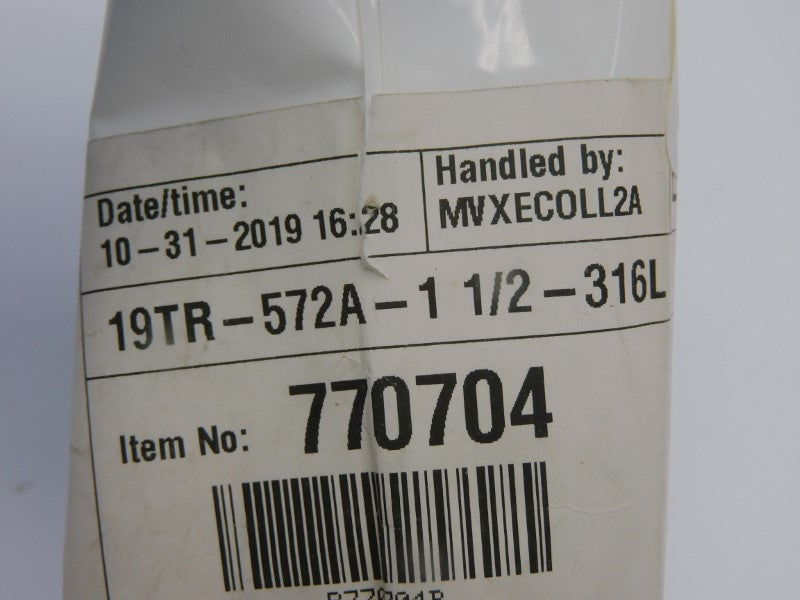 Date/time:
10-31-2019 16:28
Handled by:
MVXECOLL2A
19TR-572A-1 1/2-316L
Item No: 770704